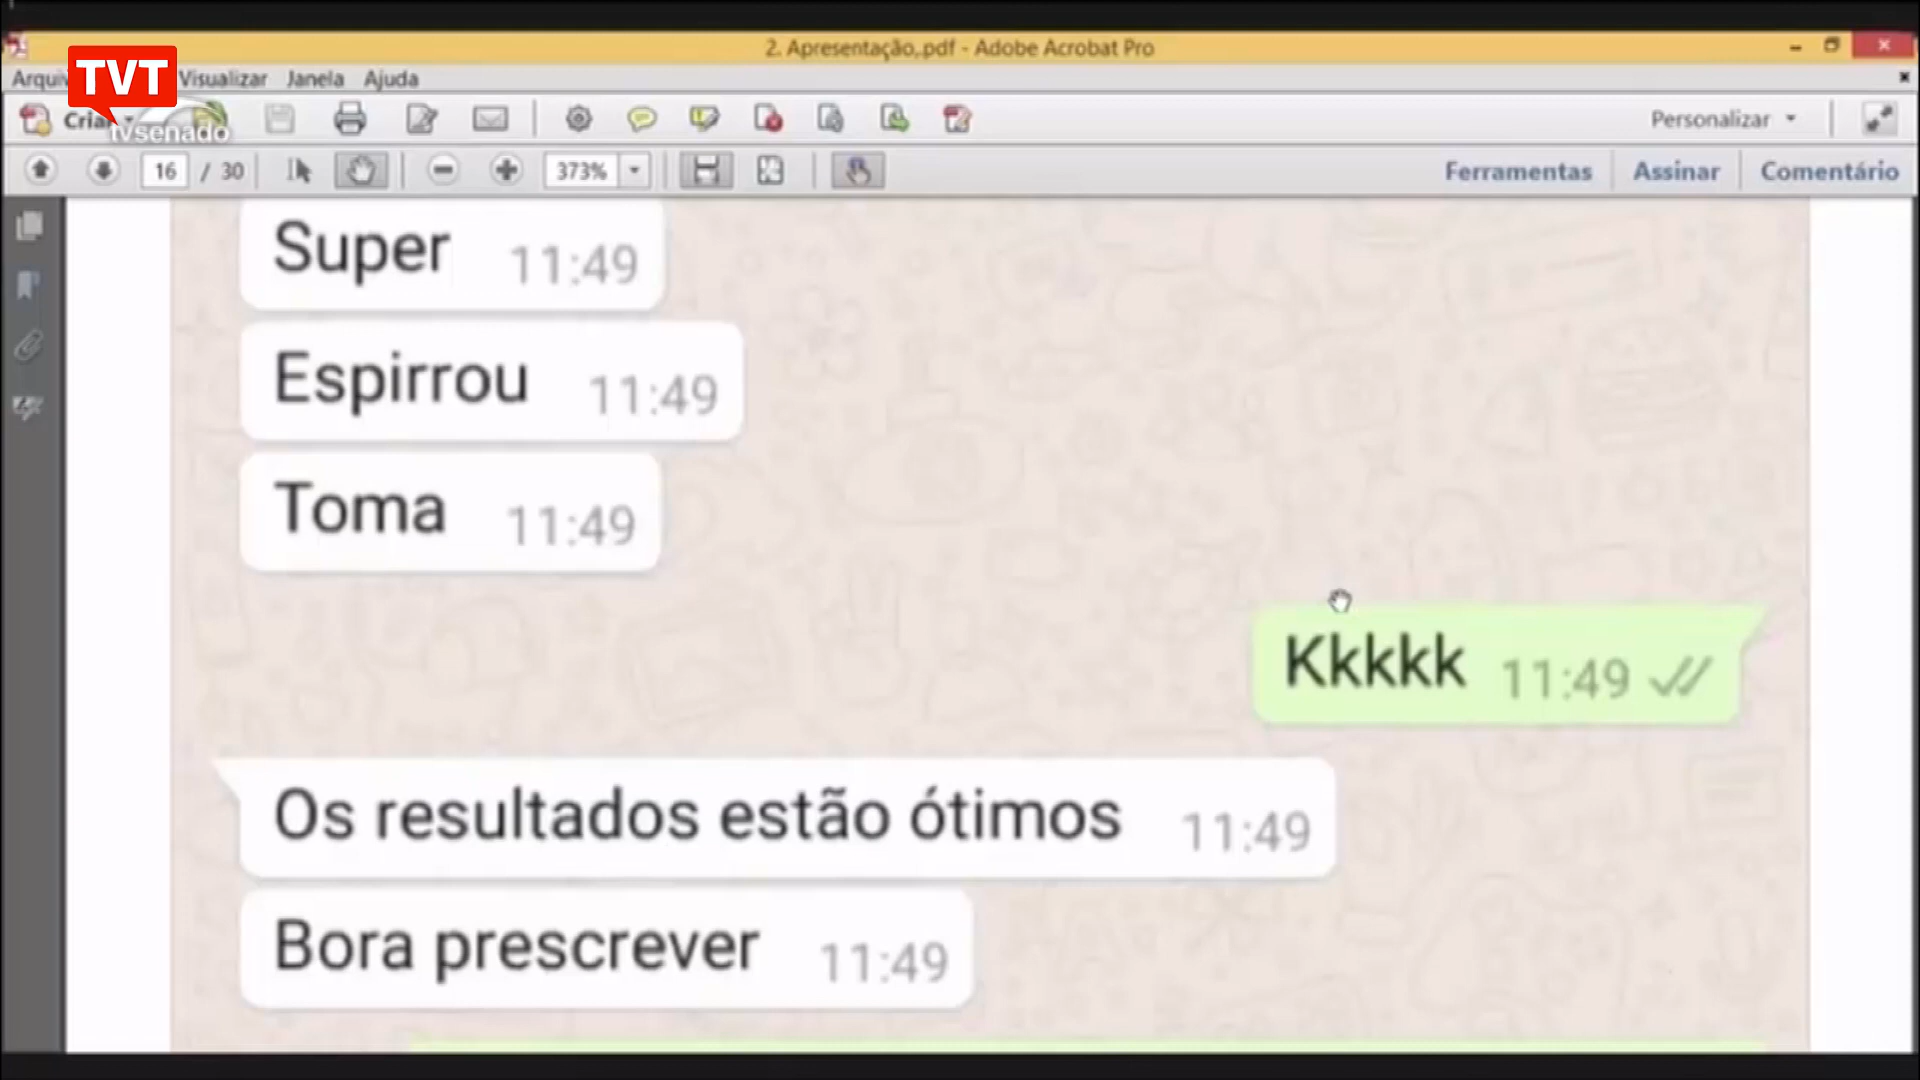 2. Apresentação,.pdf - Adobe Acrobat Pro
TVT
Visualizar Janela Ajuda
tvsenado
Personalizar
16 / 30
373%
Ferramentas Assinar Comentário
Super 11:49
Espirrou 11:49
Toma 11:49
Kkkkk 11:49
Os resultados estão ótimos 11:49
Bora prescrever 11:49